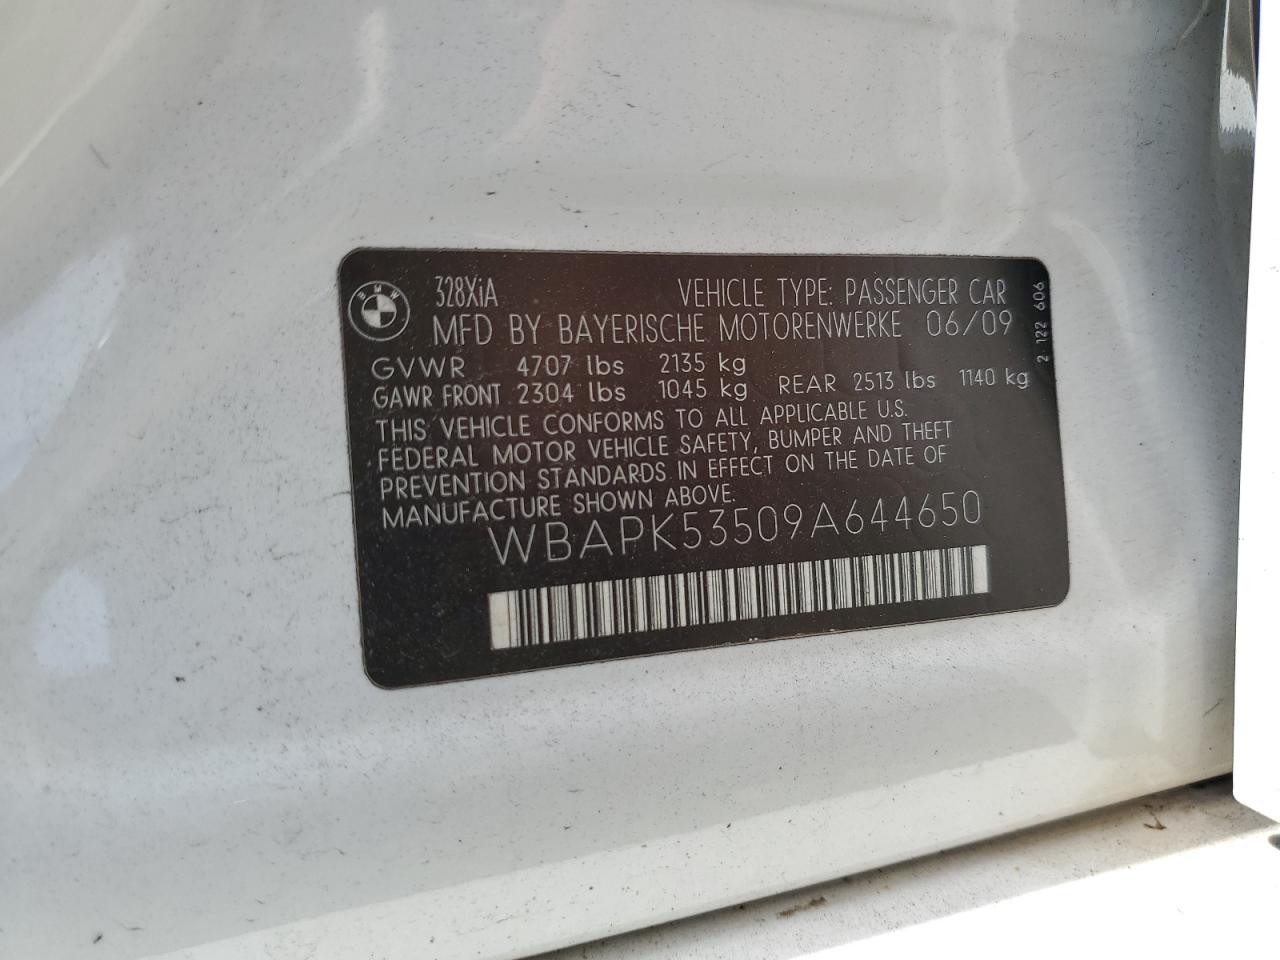 BMW
328XiA VEHICLE TYPE: PASSENGER CAR
MFD BY BAYERISCHE MOTORENWERKE 06/09
GVWR 4707 lbs 2135 kg
GAWR FRONT 2304 lbs 1045 kg REAR 2513 lbs 1140 kg
THIS VEHICLE CONFORMS TO ALL APPLICABLE U.S.
FEDERAL MOTOR VEHICLE SAFETY, BUMPER AND THEFT
PREVENTION STANDARDS IN EFFECT ON THE DATE OF
MANUFACTURE SHOWN ABOVE.
WBAPK53509A644650
2 122 606